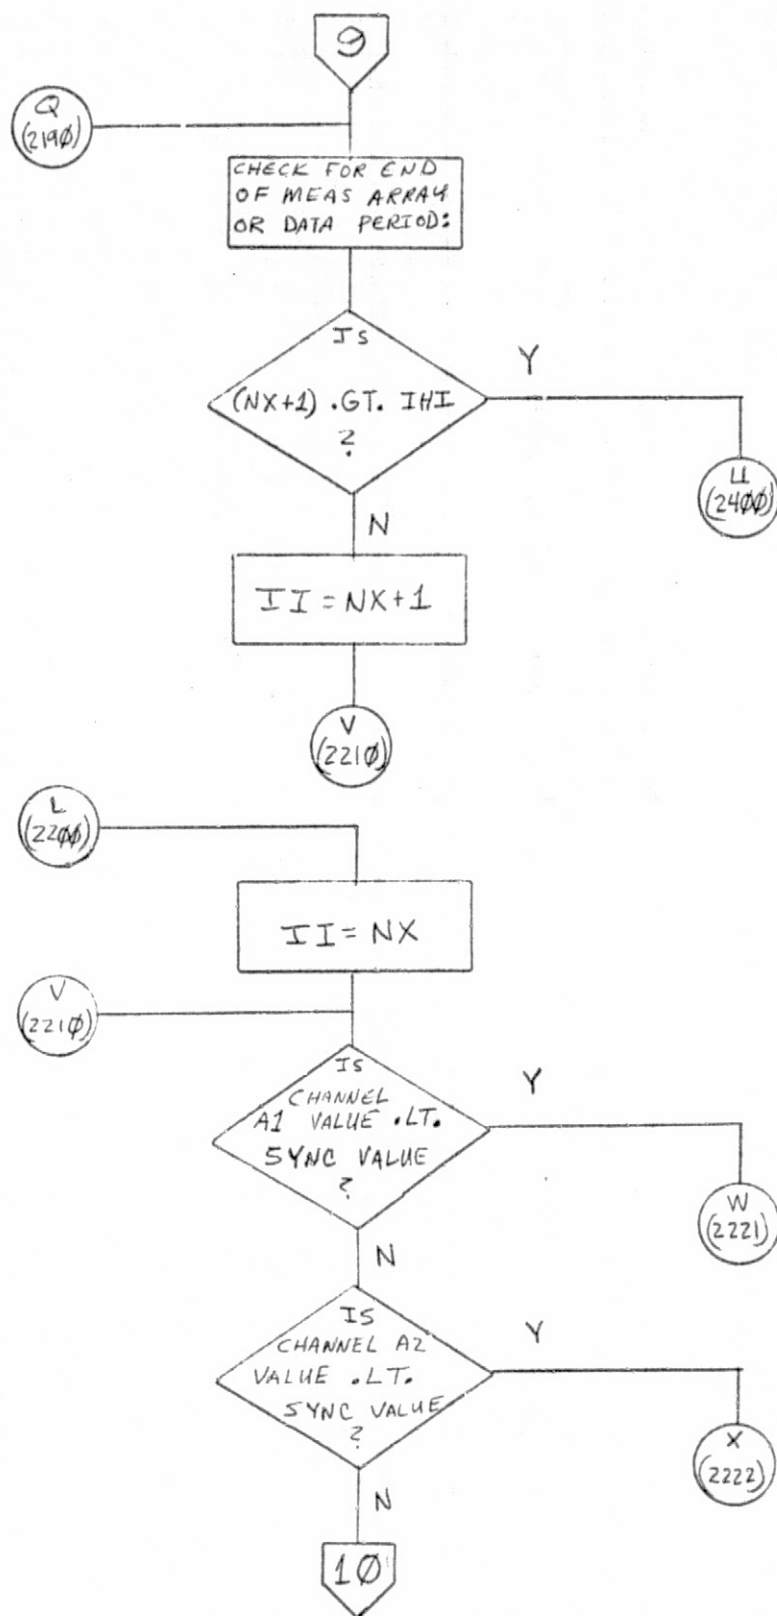 9
Q
(219Ø)
CHECK FOR END
OF MEAS ARRAY
OR DATA PERIOD:
IS
(NX+1) .GT. IHI
?
Y
U
(24ØØ)
N
II = NX+1
V
(221Ø)
L
(22ØØ)
II = NX
V
(221Ø)
IS
CHANNEL
A1 VALUE .LT.
SYNC VALUE
?
Y
W
(2221)
N
IS
CHANNEL A2
VALUE .LT.
SYNC VALUE
?
Y
X
(2222)
N
1Ø